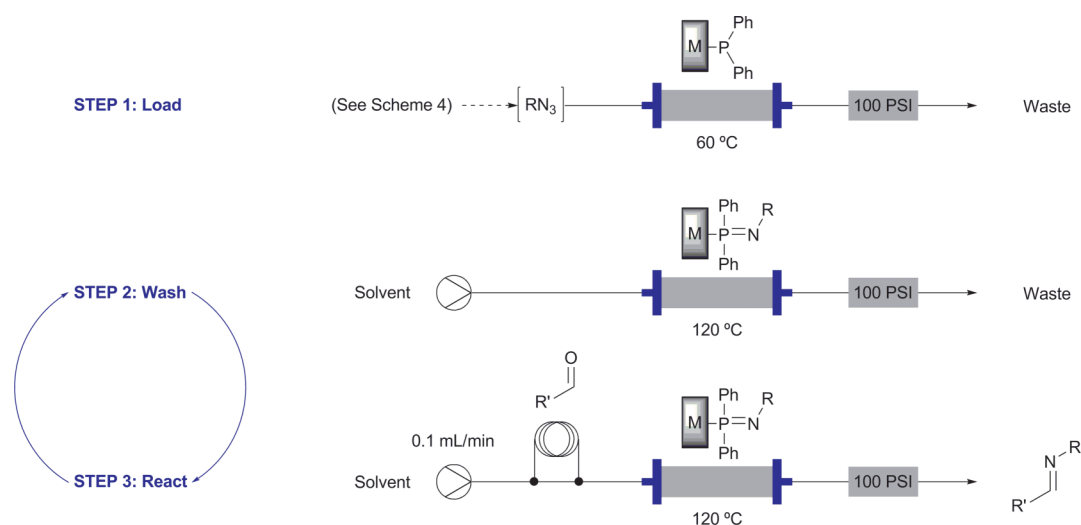 Ph
M P
Ph
STEP 1: Load (See Scheme 4) RN3 100 PSI Waste
60 ºC
Ph R
M P N
Ph
STEP 2: Wash Solvent 100 PSI Waste
120 ºC
O
R'
Ph R
M P N
Ph
0.1 mL/min
STEP 3: React Solvent 100 PSI
120 ºC
R
N
R'